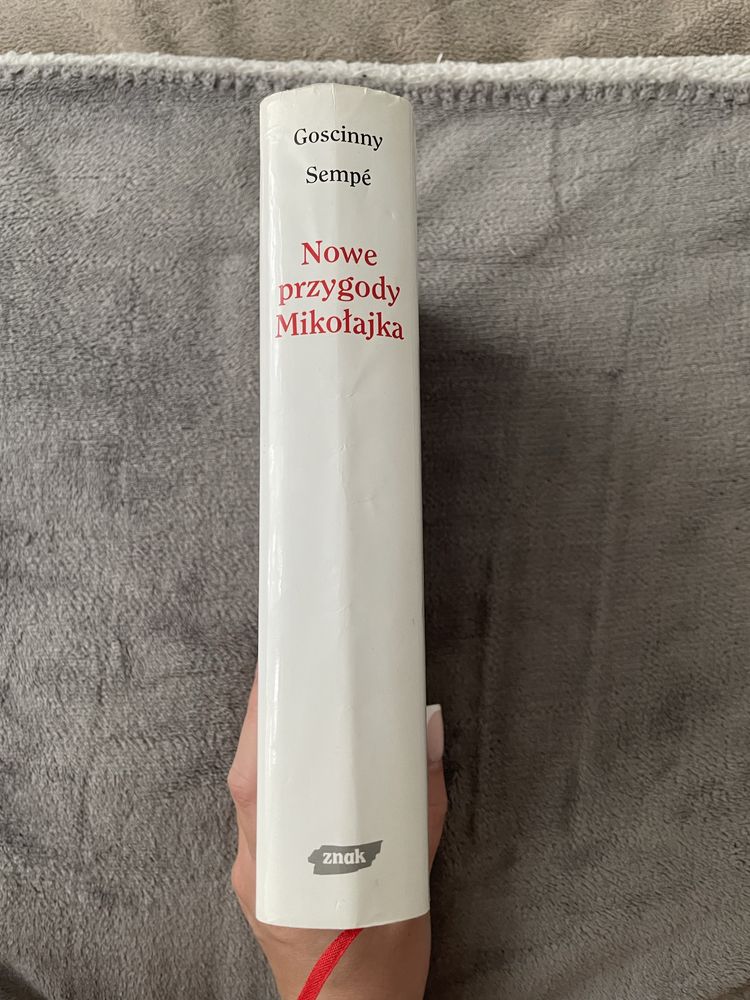 Goscinny
Sempé
Nowe
przygody
Mikołajka
znak